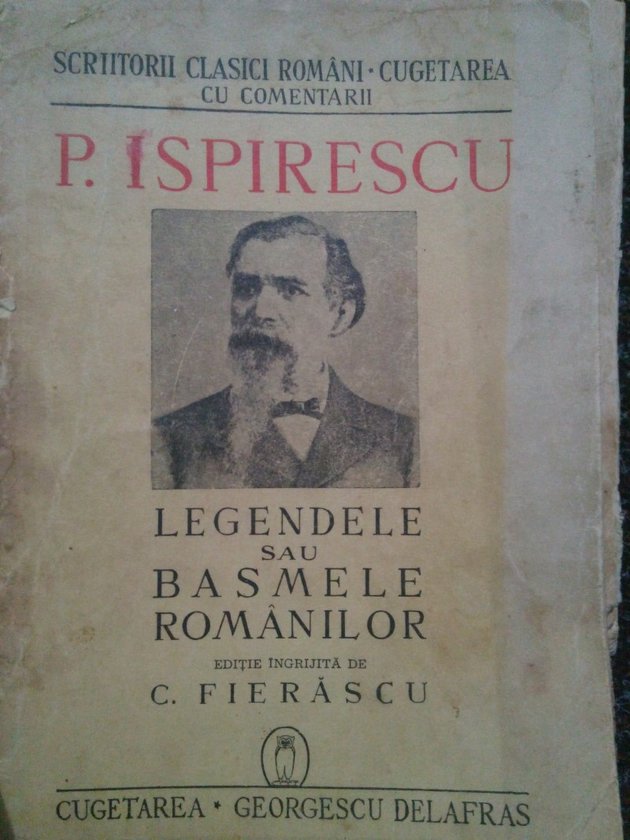 SCRIITORII CLASICI ROMÂNI · CUGETAREA
CU COMENTARII
P. ISPIRESCU
LEGENDELE
SAU
BASMELE
ROMÂNILOR
EDIȚIE ÎNGRIJITĂ DE
C. FIERĂSCU
CUGETAREA * GEORGESCU DELAFRAS